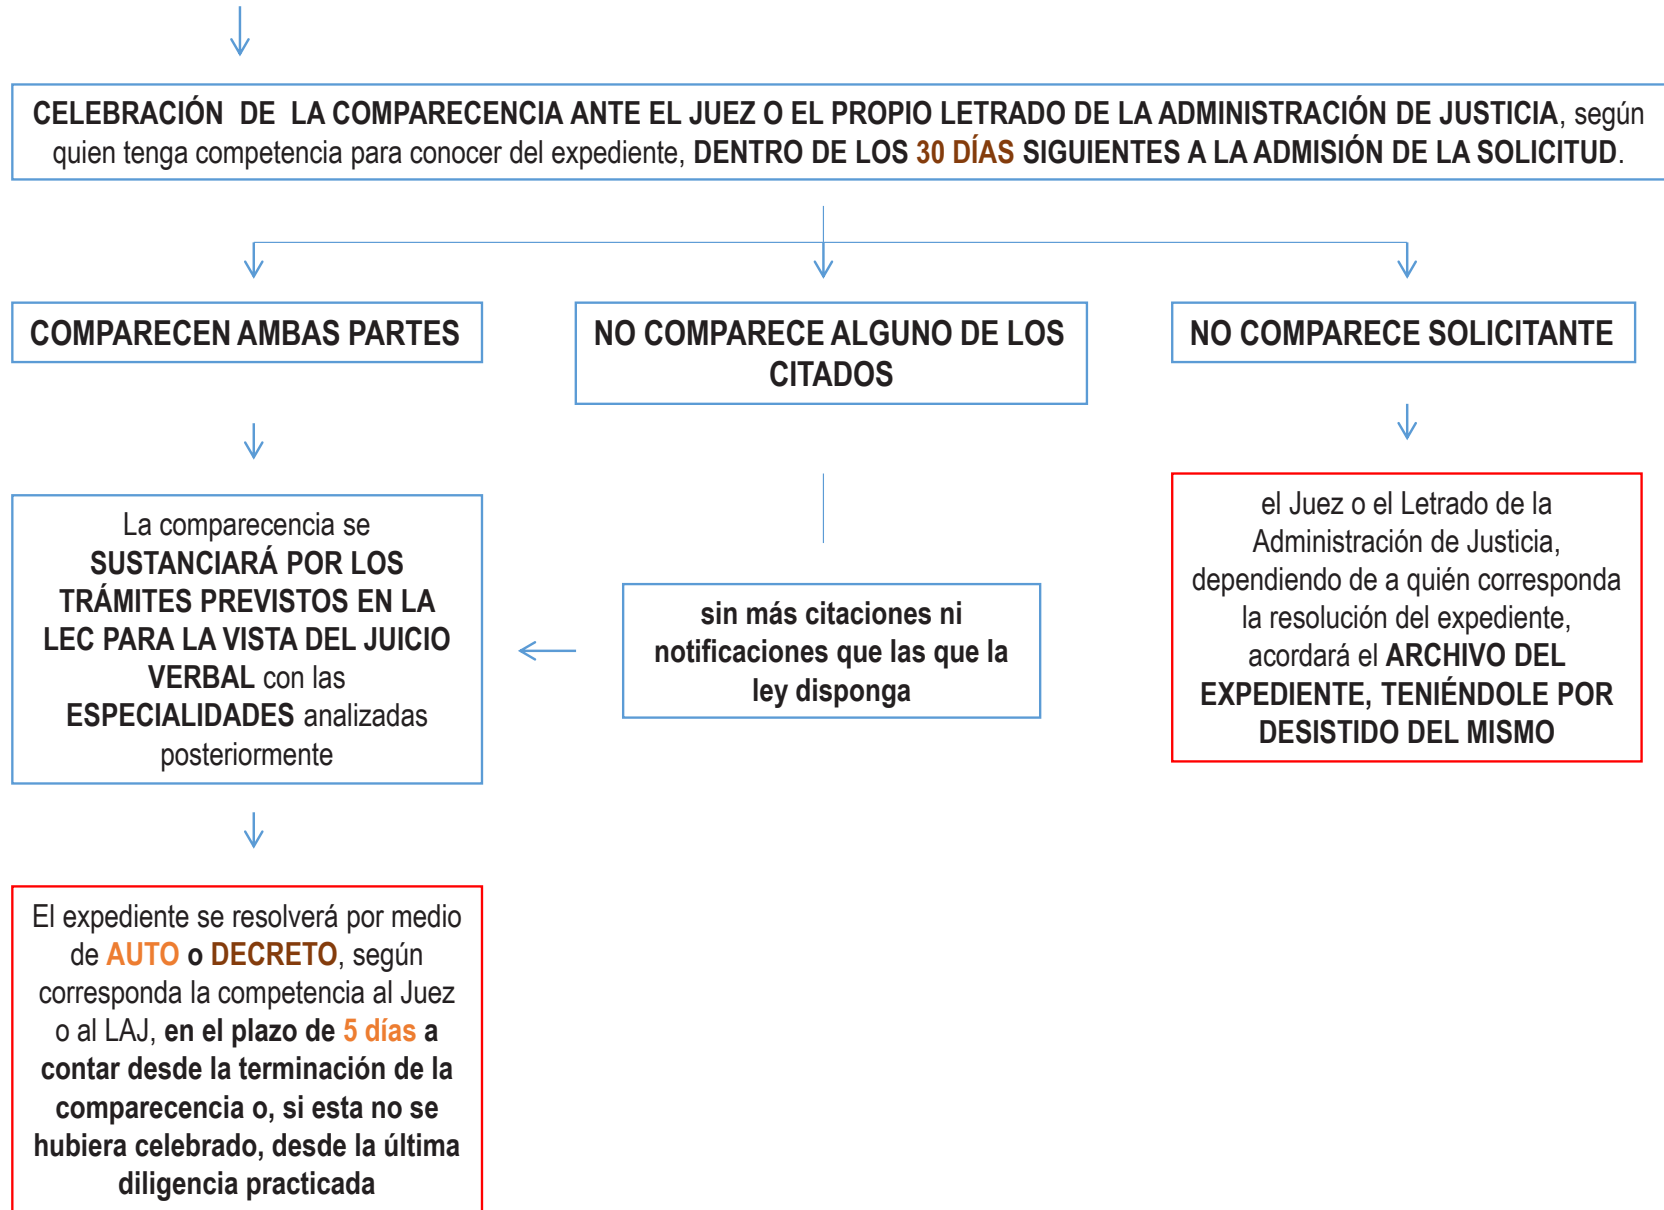 CELEBRACIÓN DE LA COMPARECENCIA ANTE EL JUEZ O EL PROPIO LETRADO DE LA ADMINISTRACIÓN DE JUSTICIA, según
quien tenga competencia para conocer del expediente, DENTRO DE LOS 30 DÍAS SIGUIENTES A LA ADMISIÓN DE LA SOLICITUD.
COMPARECEN AMBAS PARTES
NO COMPARECE ALGUNO DE LOS
CITADOS
NO COMPARECE SOLICITANTE
La comparecencia se
SUSTANCIARÁ POR LOS
TRÁMITES PREVISTOS EN LA
LEC PARA LA VISTA DEL JUICIO
VERBAL con las
ESPECIALIDADES analizadas
posteriormente
sin más citaciones ni
notificaciones que las que la
ley disponga
el Juez o el Letrado de la
Administración de Justicia,
dependiendo de a quién corresponda
la resolución del expediente,
acordará el ARCHIVO DEL
EXPEDIENTE, TENIÉNDOLE POR
DESISTIDO DEL MISMO
El expediente se resolverá por medio
de AUTO o DECRETO, según
corresponda la competencia al Juez
o al LAJ, en el plazo de 5 días a
contar desde la terminación de la
comparecencia o, si esta no se
hubiera celebrado, desde la última
diligencia practicada